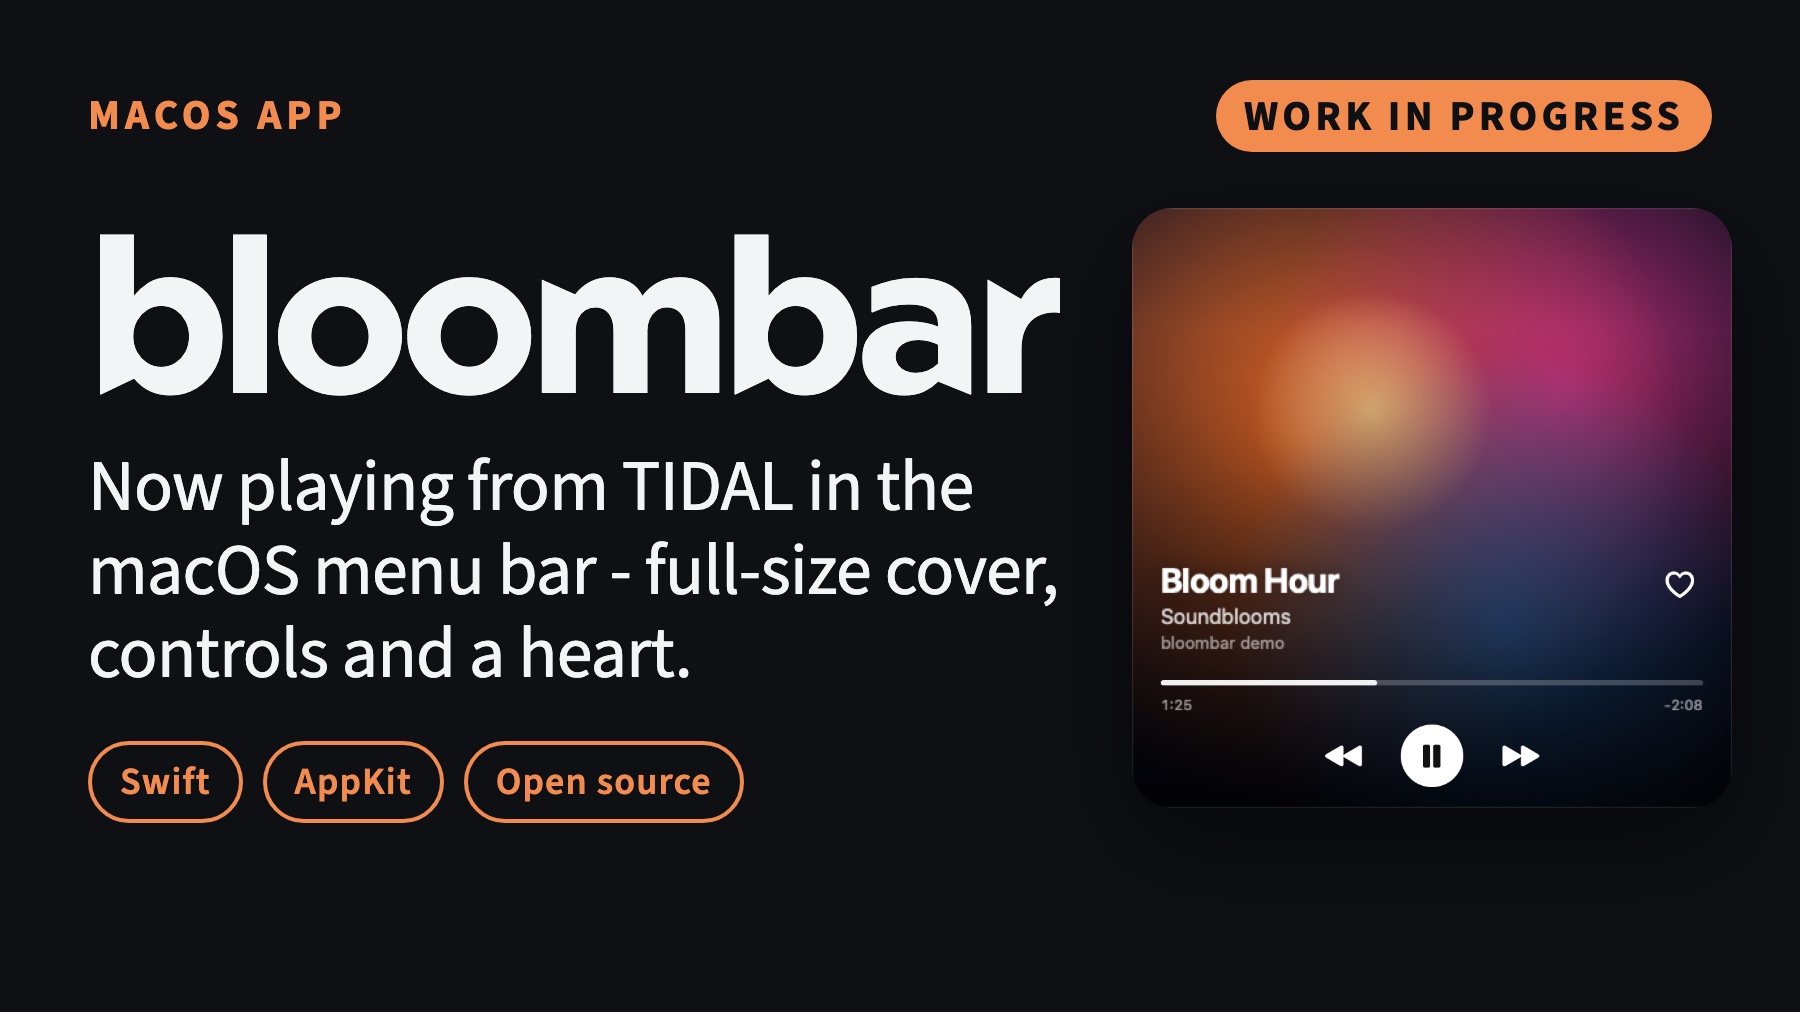 MACOS APP
WORK IN PROGRESS
bloombar
Now playing from TIDAL in the
macOS menu bar - full-size cover,
controls and a heart.
Swift
AppKit
Open source
Bloom Hour
Soundblooms
bloombar demo
1:25
-2:08